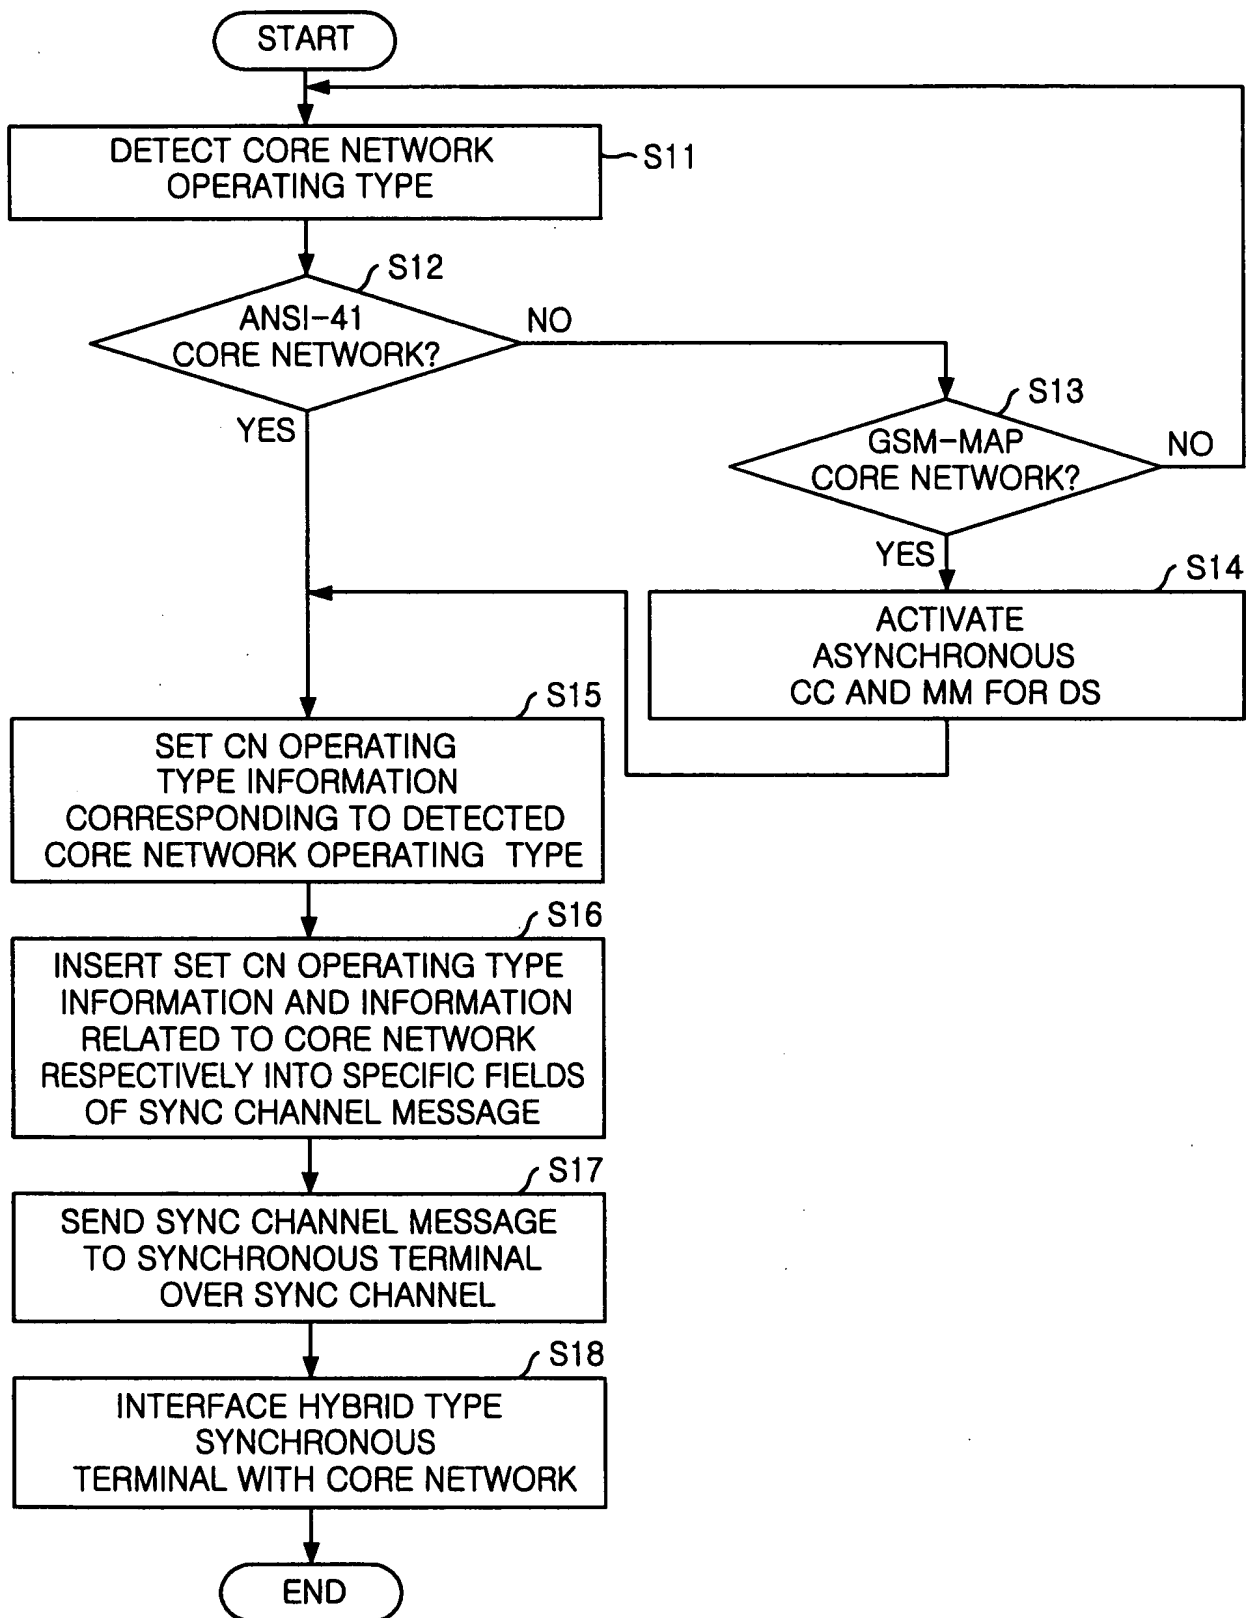 START
DETECT CORE NETWORK
OPERATING TYPE
S11
S12
ANSI-41
CORE NETWORK?
NO
YES
S13
GSM-MAP
CORE NETWORK?
NO
YES
S14
ACTIVATE
ASYNCHRONOUS
CC AND MM FOR DS
S15
SET CN OPERATING
TYPE INFORMATION
CORRESPONDING TO DETECTED
CORE NETWORK OPERATING TYPE
S16
INSERT SET CN OPERATING TYPE
INFORMATION AND INFORMATION
RELATED TO CORE NETWORK
RESPECTIVELY INTO SPECIFIC FIELDS
OF SYNC CHANNEL MESSAGE
S17
SEND SYNC CHANNEL MESSAGE
TO SYNCHRONOUS TERMINAL
OVER SYNC CHANNEL
S18
INTERFACE HYBRID TYPE
SYNCHRONOUS
TERMINAL WITH CORE NETWORK
END